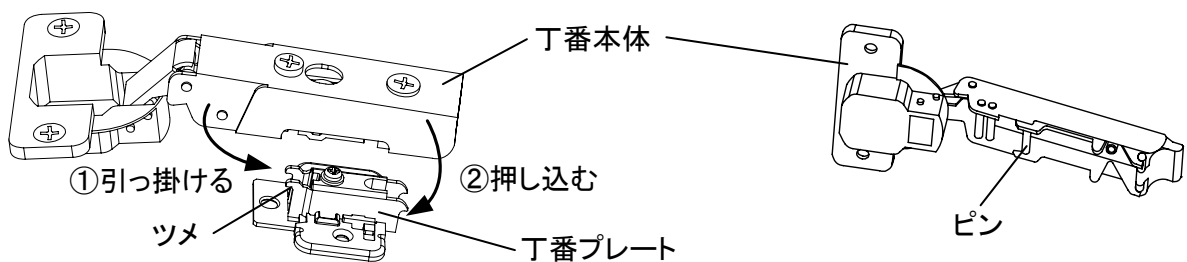 丁番本体
①引っ掛ける
②押し込む
ツメ
丁番プレート
ピン